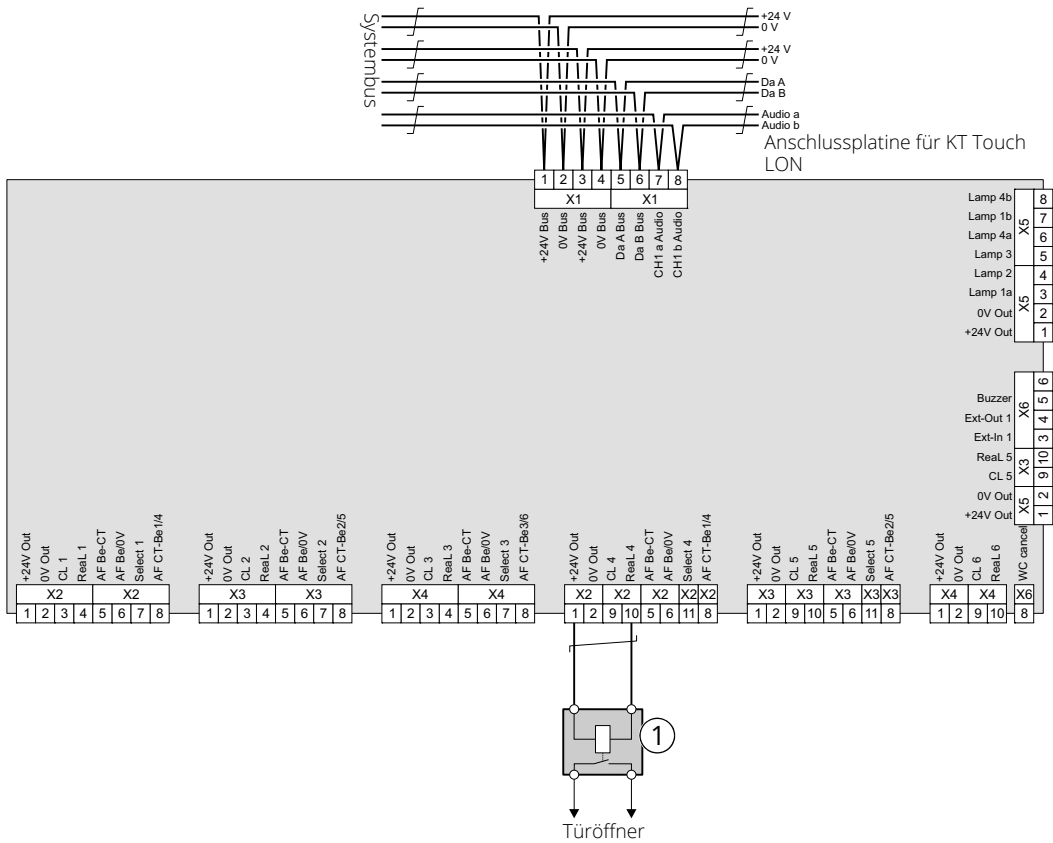 Systembus
+24 V
0 V
+24 V
0 V
Da A
Da B
Audio a
Audio b
Anschlussplatine für KT Touch
LON
1 2 3 4 5 6 7 8
X1 X1
+24V Bus
0V Bus
+24V Bus
0V Bus
Da A Bus
Da B Bus
CH1 a Audio
CH1 b Audio
Lamp 4b 8
Lamp 1b 7
Lamp 4a 6
Lamp 3 5
X5
Lamp 2 4
Lamp 1a 3
0V Out 2
+24V Out 1
X5
6
Buzzer 5
Ext-Out 1 4
Ext-In 1 3
X6
ReaL 5 10
CL 5 9
X3
0V Out 2
+24V Out 1
X5
+24V Out
0V Out
CL 1
ReaL 1
AF Be-CT
AF Be/0V
Select 1
AF CT-Be1/4
X2 X2
1 2 3 4 5 6 7 8
+24V Out
0V Out
CL 2
ReaL 2
AF Be-CT
AF Be/0V
Select 2
AF CT-Be2/5
X3 X3
1 2 3 4 5 6 7 8
+24V Out
0V Out
CL 3
ReaL 3
AF Be-CT
AF Be/0V
Select 3
AF CT-Be3/6
X4 X4
1 2 3 4 5 6 7 8
+24V Out
0V Out
CL 4
ReaL 4
AF Be-CT
AF Be/0V
Select 4
AF CT-Be1/4
X2 X2 X2 X2 X2
1 2 9 10 5 6 11 8
+24V Out
0V Out
CL 5
ReaL 5
AF Be-CT
AF Be/0V
Select 5
AF CT-Be2/5
X3 X3 X3 X3 X3
1 2 9 10 5 6 11 8
+24V Out
0V Out
CL 6
ReaL 6
X4 X4
1 2 9 10
WC cancel
X6
8
1
Türöffner